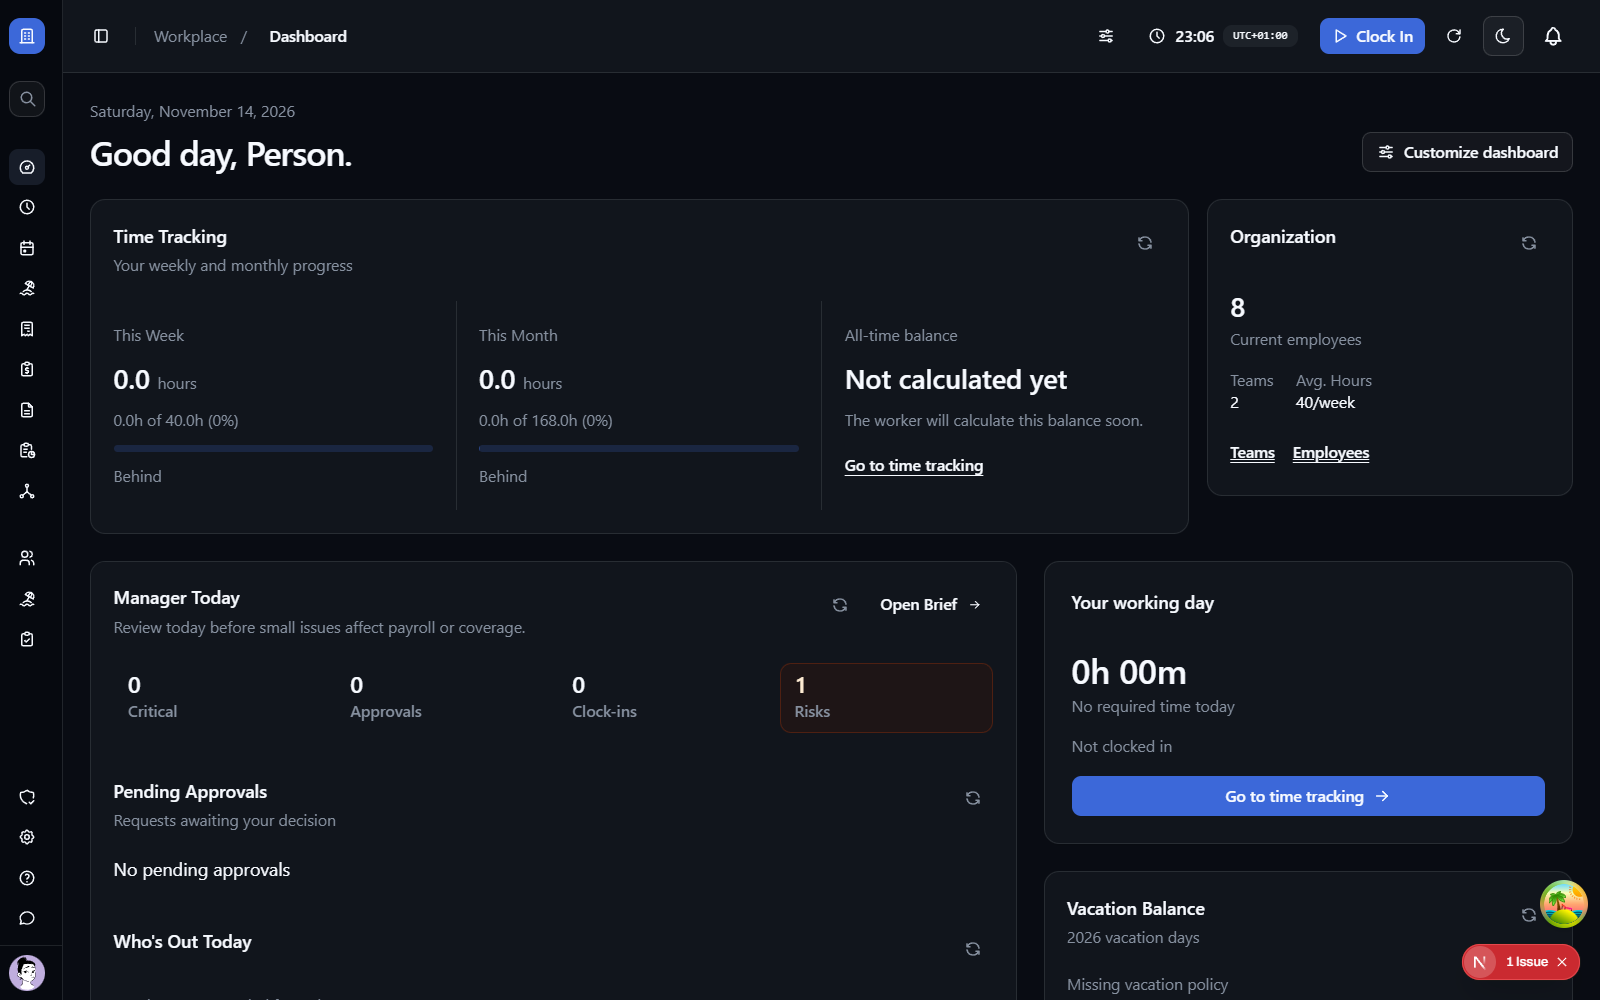 Workplace / Dashboard
23:06 UTC+01:00
Clock In
Saturday, November 14, 2026
Good day, Person.
Customize dashboard
Time Tracking
Your weekly and monthly progress
This Week
0.0 hours
0.0h of 40.0h (0%)
Behind
This Month
0.0 hours
0.0h of 168.0h (0%)
Behind
All-time balance
Not calculated yet
The worker will calculate this balance soon.
Go to time tracking
Organization
8
Current employees
Teams
2
Avg. Hours
40/week
Teams Employees
Manager Today
Review today before small issues affect payroll or coverage.
Open Brief
0
Critical
0
Approvals
0
Clock-ins
1
Risks
Pending Approvals
Requests awaiting your decision
No pending approvals
Who's Out Today
Your working day
0h 00m
No required time today
Not clocked in
Go to time tracking
Vacation Balance
2026 vacation days
Missing vacation policy
N 1 Issue